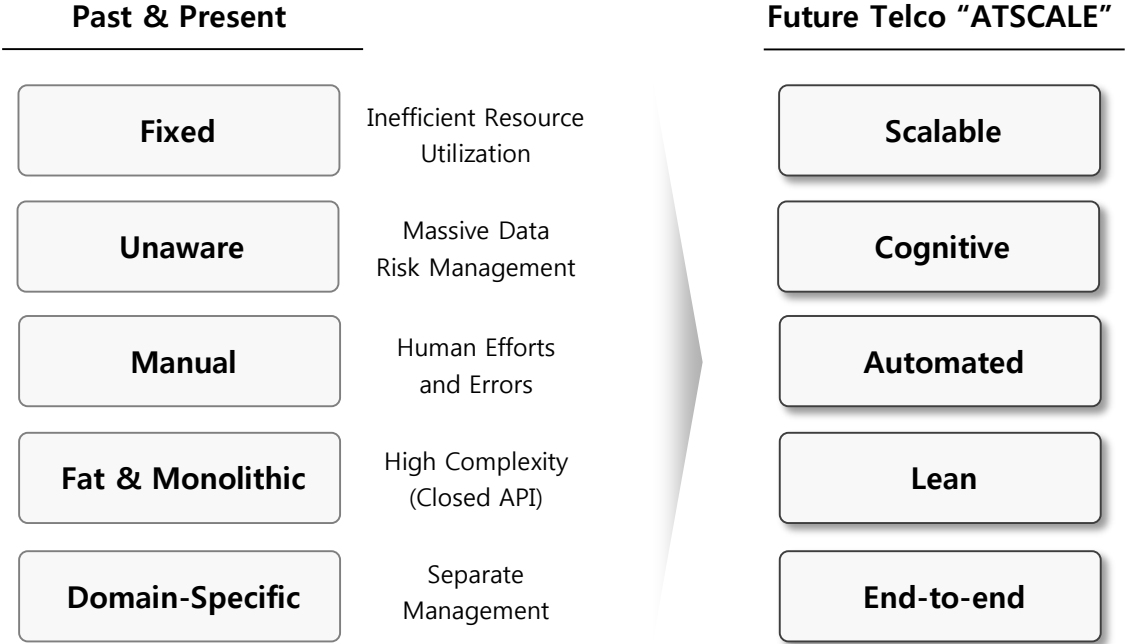 Past & Present
Future Telco “ATSCALE”
Fixed
Inefficient Resource
Utilization
Scalable
Unaware
Massive Data
Risk Management
Cognitive
Manual
Human Efforts
and Errors
Automated
Fat & Monolithic
High Complexity
(Closed API)
Lean
Domain-Specific
Separate
Management
End-to-end